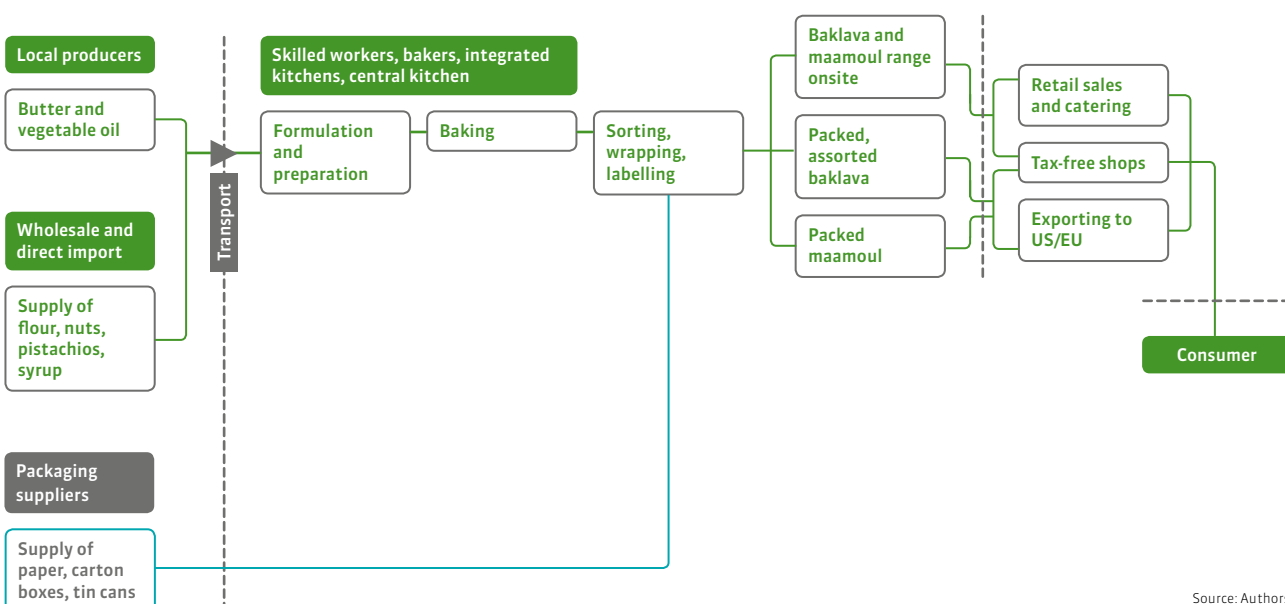 Local producers
Butter and
vegetable oil
Wholesale and
direct import
Supply of
flour, nuts,
pistachios,
syrup
Packaging
suppliers
Supply of
paper, carton
boxes, tin cans
Transport
Skilled workers, bakers, integrated
kitchens, central kitchen
Formulation
and
preparation
Baking
Sorting,
wrapping,
labelling
Baklava and
maamoul range
onsite
Packed,
assorted
baklava
Packed
maamoul
Retail sales
and catering
Tax-free shops
Exporting to
US/EU
Consumer
Source: Author